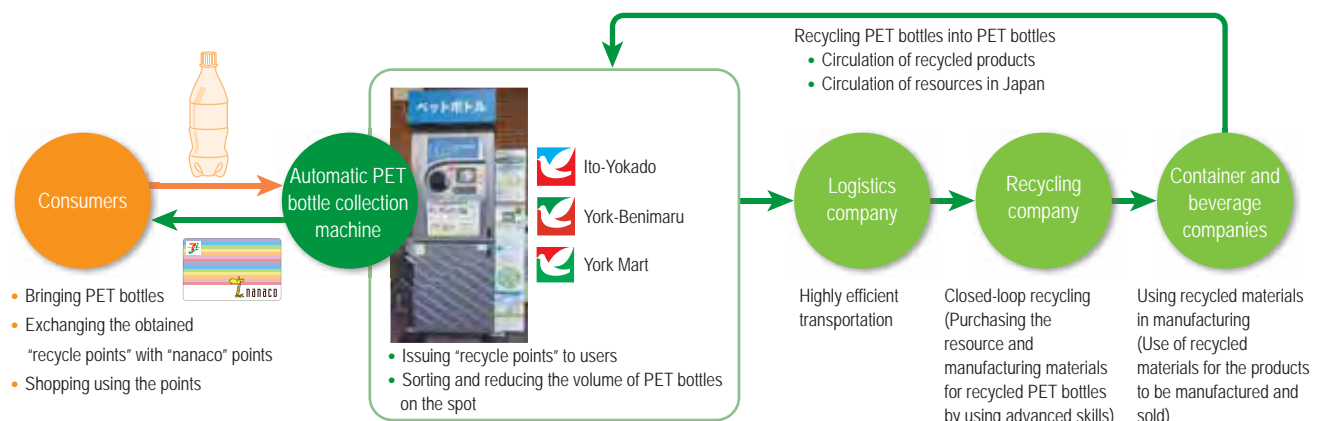 Recycling PET bottles into PET bottles
• Circulation of recycled products
• Circulation of resources in Japan
Consumers
Automatic PET
bottle collection
machine
ペットボトル
Ito-Yokado
York-Benimaru
York Mart
Logistics
company
Recycling
company
Container and
beverage
companies
nanaco
• Bringing PET bottles
• Exchanging the obtained
“recycle points” with “nanaco” points
• Shopping using the points
• Issuing “recycle points” to users
• Sorting and reducing the volume of PET bottles
on the spot
Highly efficient
transportation
Closed-loop recycling
(Purchasing the
resource and
manufacturing materials
for recycled PET bottles
by using advanced skills)
Using recycled materials
in manufacturing
(Use of recycled
materials for the products
to be manufactured and
sold)